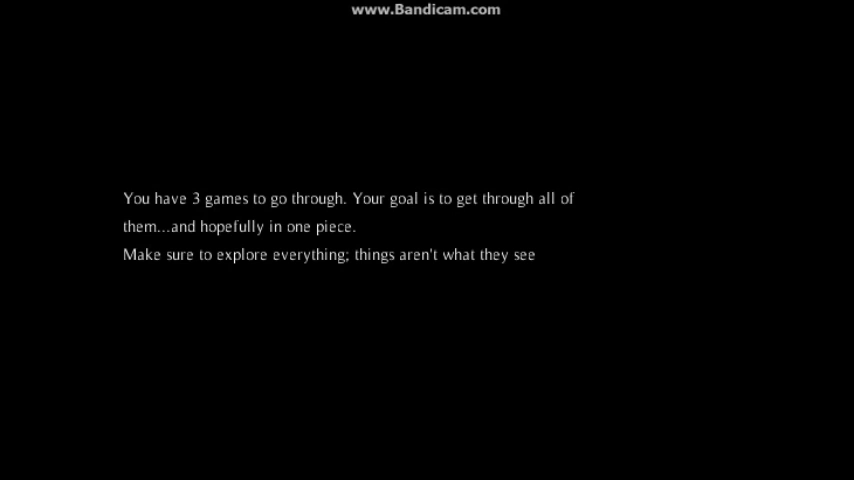 www.Bandicam.com
You have 3 games to go through. Your goal is to get through all of
them...and hopefully in one piece.
Make sure to explore everything; things aren't what they see